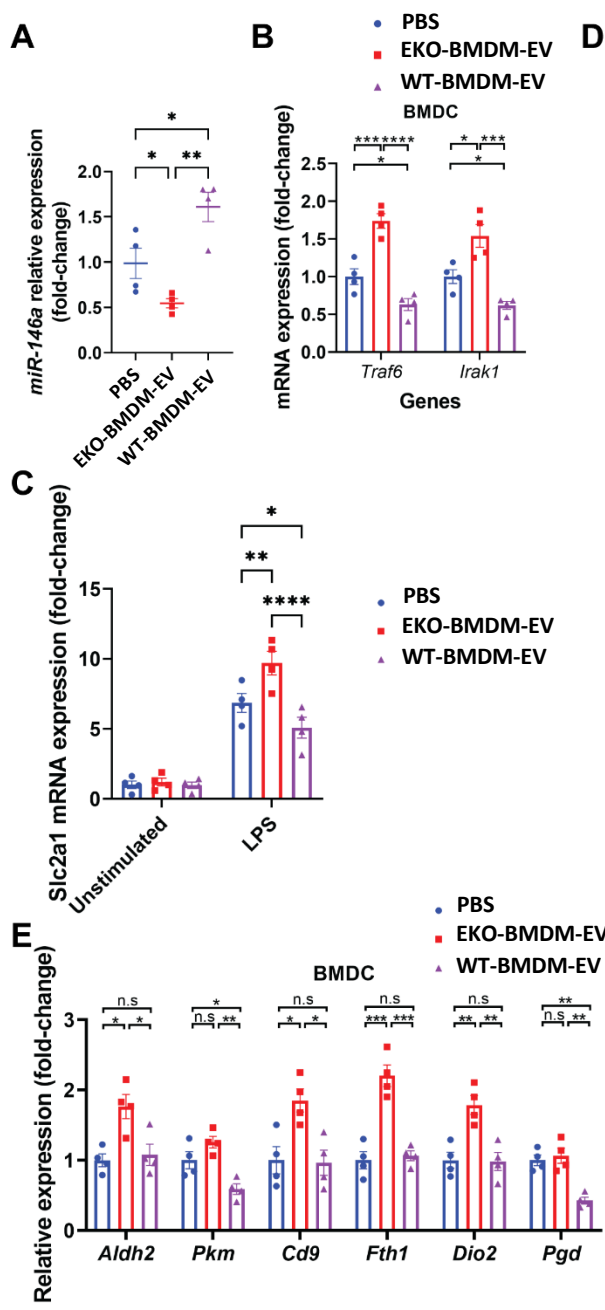 A
miR-146a relative expression
(fold-change)
2.0
1.5
1.0
0.5
0.0
*
*
**
PBS
EKO-BMDM-EV
WT-BMDM-EV
B
PBS
EKO-BMDM-EV
WT-BMDM-EV
D
BMDC
mRNA expression (fold-change)
2.5
2.0
1.5
1.0
0.5
0.0
***
****
*
*
***
*
Traf6
Irak1
Genes
C
Slc2a1 mRNA expression (fold-change)
15
10
5
0
*
**
****
Unstimulated
LPS
PBS
EKO-BMDM-EV
WT-BMDM-EV
E
PBS
EKO-BMDM-EV
WT-BMDM-EV
BMDC
Relative expression (fold-change)
3
2
1
0
n.s
*
*
*
n.s
**
n.s
*
*
n.s
***
***
n.s
**
**
**
n.s
**
Aldh2
Pkm
Cd9
Fth1
Dio2
Pgd